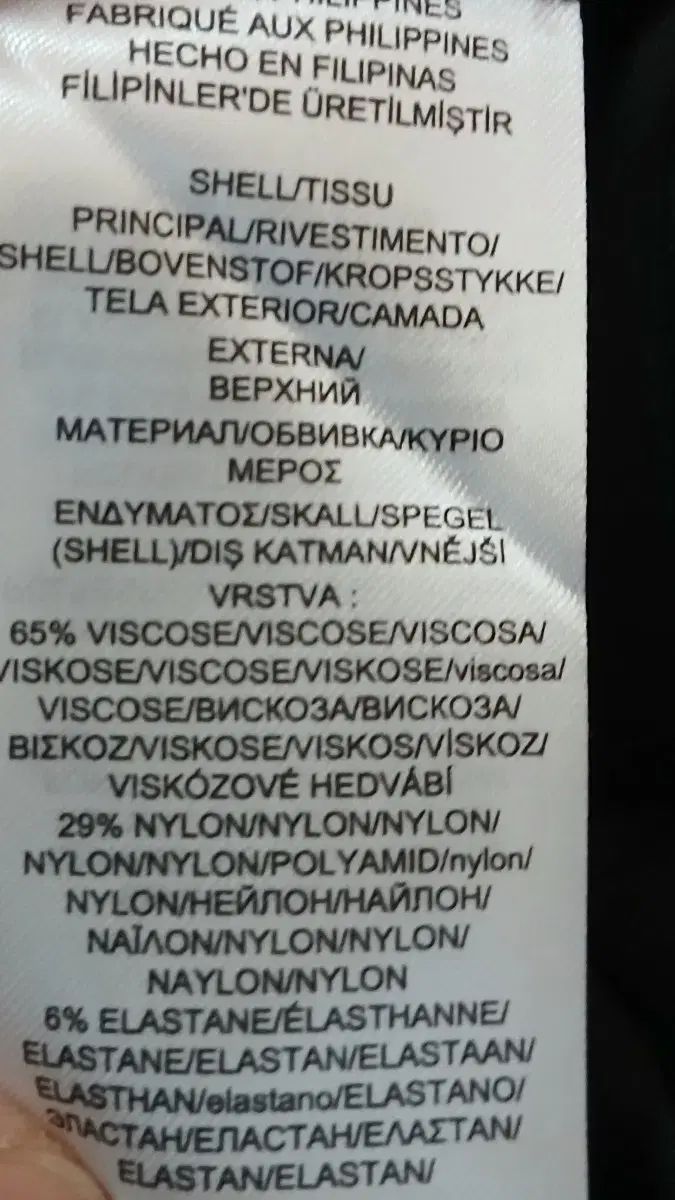 PHILIPPINES
FABRIQUÉ AUX PHILIPPINES
HECHO EN FILIPINAS
FİLİPİNLER'DE ÜRETİLMİŞTİR
SHELL/TISSU
PRINCIPAL/RIVESTIMENTO/
SHELL/BOVENSTOF/KROPSSTYKKE/
TELA EXTERIOR/CAMADA
EXTERNA/
ВЕРХНИЙ
МАТЕРИАЛ/ОБВИВКА/ΚΥΡΙΟ
ΜΕΡΟΣ
ΕΝΔΥΜΑΤΟΣ/SKALL/SPEGEL
(SHELL)/DIŞ KATMAN/VNĚJŠÍ
VRSTVA :
65% VISCOSE/VISCOSE/VISCOSA/
VISKOSE/VISCOSE/VISKOSE/viscosa/
VISCOSE/ВИСКОЗА/ВИСКОЗА/
ΒΙΣΚΟΖ/VISKOSE/VISKOS/VİSKOZ/
VISKÓZOVÉ HEDVÁBÍ
29% NYLON/NYLON/NYLON/
NYLON/NYLON/POLYAMID/nylon/
NYLON/НЕЙЛОН/НАЙЛОН/
ΝΑΪΛΟΝ/NYLON/NYLON/
NAYLON/NYLON
6% ELASTANE/ÉLASTHANNE/
ELASTANE/ELASTAN/ELASTAAN/
ELASTHAN/elastano/ELASTANO/
ЭЛАСТАН/ЕЛАСТАН/ΕΛΑΣΤΑΝ/
ELASTAN/ELASTAN/